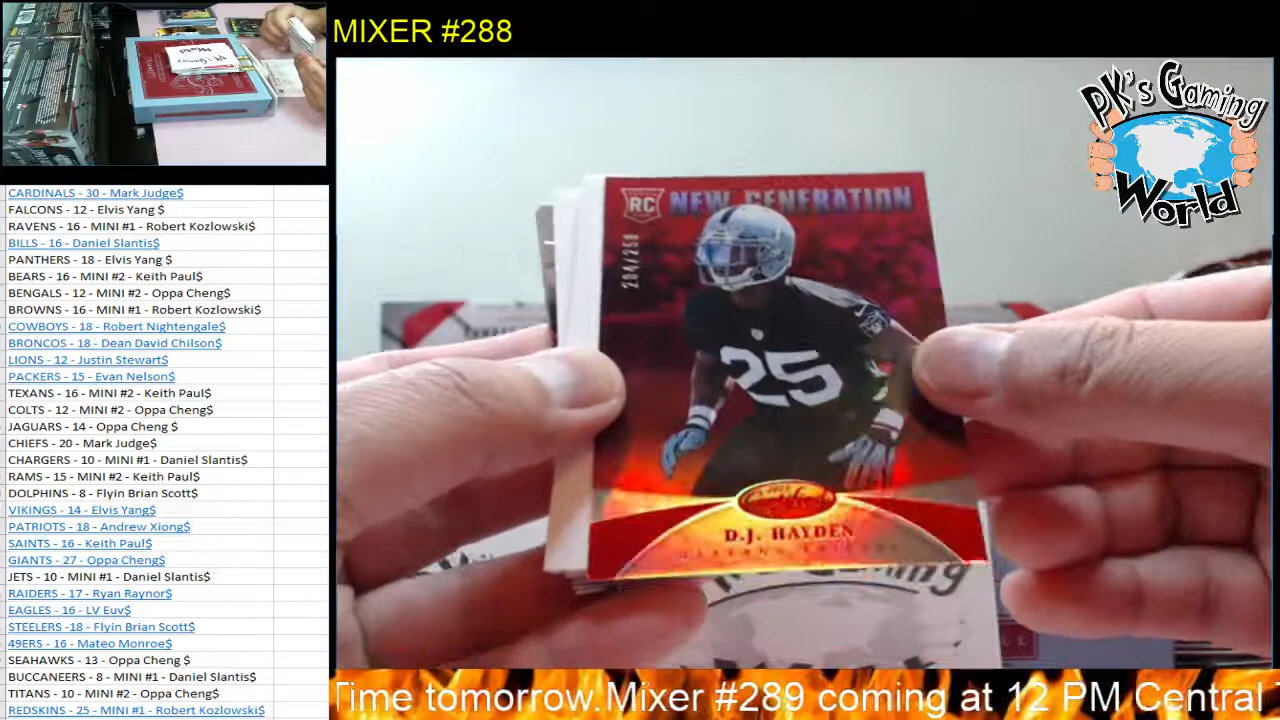 MIXER #288
PK's Gaming
World
CARDINALS - 30 - Mark Judge$
FALCONS - 12 - Elvis Yang $
RAVENS - 16 - MINI #1 - Robert Kozlowski$
BILLS - 16 - Daniel Slantis$
PANTHERS - 18 - Elvis Yang $
BEARS - 16 - MINI #2 - Keith Paul$
BENGALS - 12 - MINI #2 - Oppa Cheng$
BROWNS - 16 - MINI #1 - Robert Kozlowski$
COWBOYS - 18 - Robert Nightengale$
BRONCOS - 18 - Dean David Chilson$
LIONS - 12 - Justin Stewart$
PACKERS - 15 - Evan Nelson$
TEXANS - 16 - MINI #2 - Keith Paul$
COLTS - 12 - MINI #2 - Oppa Cheng$
JAGUARS - 14 - Oppa Cheng $
CHIEFS - 20 - Mark Judge$
CHARGERS - 10 - MINI #1 - Daniel Slantis$
RAMS - 15 - MINI #2 - Keith Paul$
DOLPHINS - 8 - Flyin Brian Scott$
VIKINGS - 14 - Elvis Yang$
PATRIOTS - 18 - Andrew Xiong$
SAINTS - 16 - Keith Paul$
GIANTS - 27 - Oppa Cheng$
JETS - 10 - MINI #1 - Daniel Slantis$
RAIDERS - 17 - Ryan Raynor$
EAGLES - 16 - LV Euv$
STEELERS -18 - Flyin Brian Scott$
49ERS - 16 - Mateo Monroe$
SEAHAWKS - 13 - Oppa Cheng $
BUCCANEERS - 8 - MINI #1 - Daniel Slantis$
TITANS - 10 - MINI #2 - Oppa Cheng$
REDSKINS - 25 - MINI #1 - Robert Kozlowski$
RC
NEW GENERATION
204/250
25
D.J. HAYDEN
Time tomorrow.Mixer #289 coming at 12 PM Central